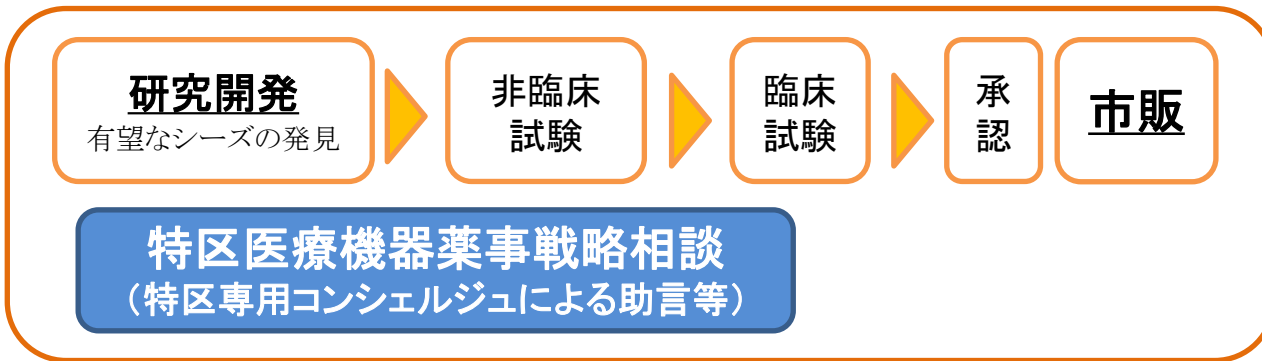 研究開発
有望なシーズの発見
非臨床
試験
臨床
試験
承
認
市販
特区医療機器薬事戦略相談
（特区専用コンシェルジュによる助言等）